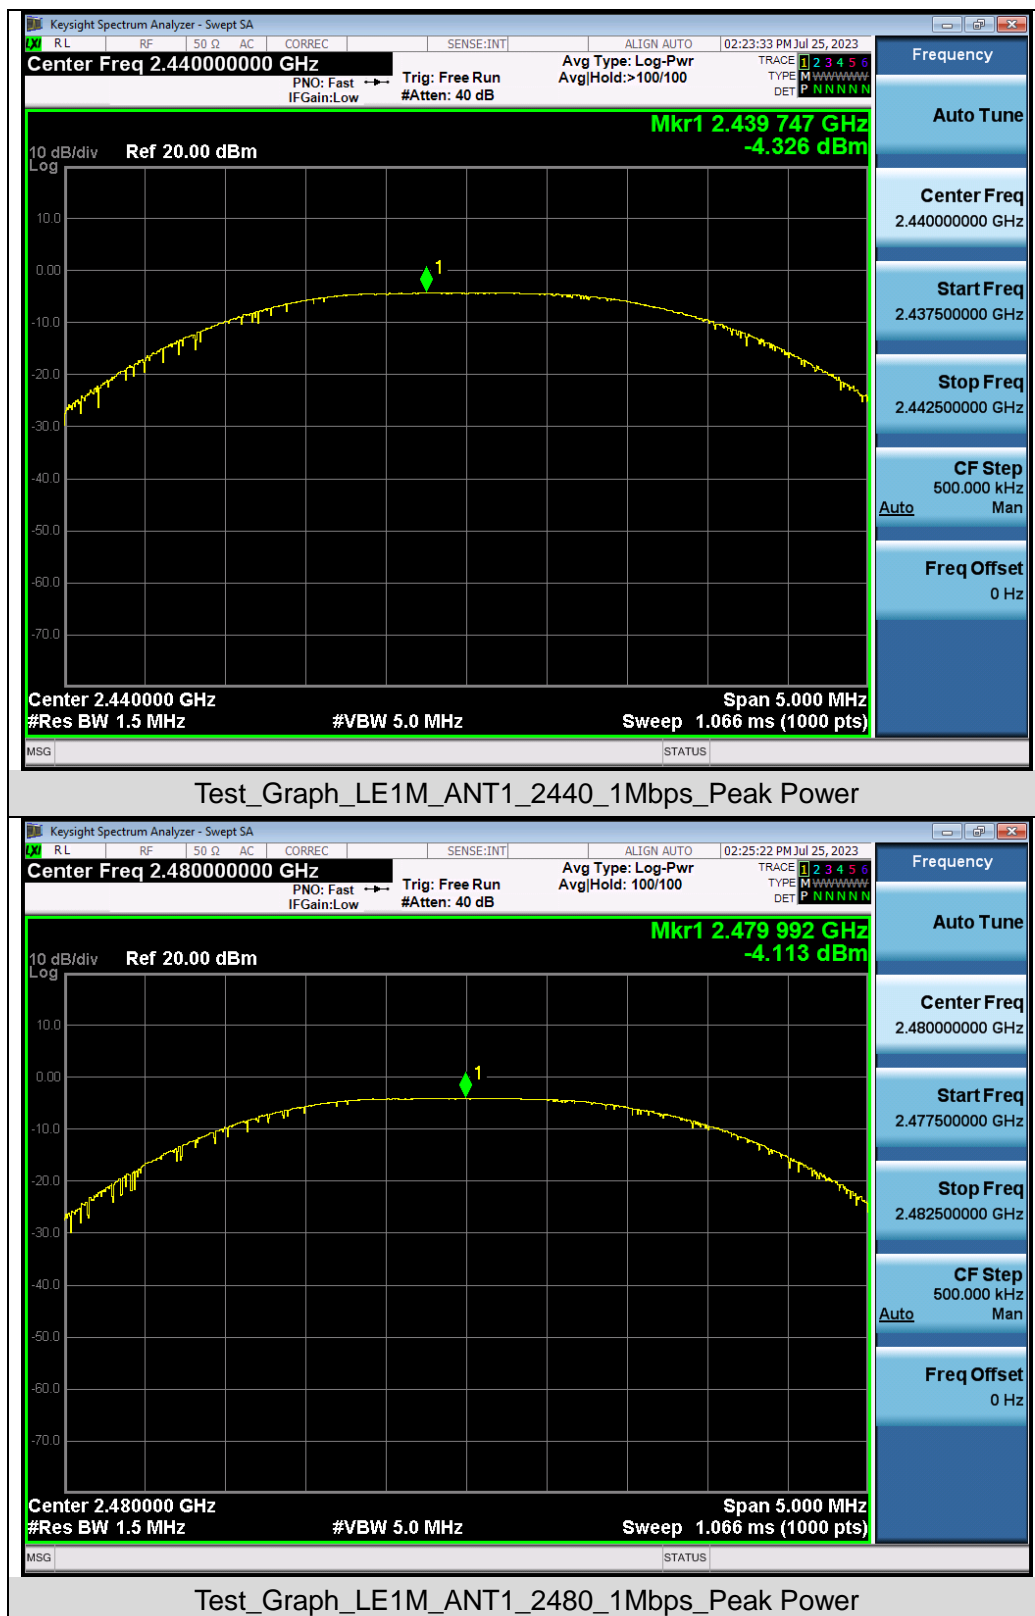 Keysight Spectrum Analyzer - Swept SA
LXI RL RF 50 Ω AC CORREC SENSE:INT ALIGN AUTO 02:23:33 PM Jul 25, 2023
Center Freq 2.440000000 GHz
PNO: Fast
IFGain:Low
Trig: Free Run
#Atten: 40 dB
Avg Type: Log-Pwr
Avg|Hold:>100/100
TRACE 1 2 3 4 5 6
TYPE M WWWWW
DET P N N N N N
Frequency
Auto Tune
Center Freq
2.440000000 GHz
Start Freq
2.437500000 GHz
Stop Freq
2.442500000 GHz
CF Step
500.000 kHz
Auto Man
Freq Offset
0 Hz
Mkr1 2.439 747 GHz
-4.326 dBm
10 dB/div Ref 20.00 dBm
Log
10.0
0.00
-10.0
-20.0
-30.0
-40.0
-50.0
-60.0
-70.0
1
Center 2.440000 GHz Span 5.000 MHz
#Res BW 1.5 MHz #VBW 5.0 MHz Sweep 1.066 ms (1000 pts)
MSG STATUS
Test_Graph_LE1M_ANT1_2440_1Mbps_Peak Power
Keysight Spectrum Analyzer - Swept SA
LXI RL RF 50 Ω AC CORREC SENSE:INT ALIGN AUTO 02:25:22 PM Jul 25, 2023
Center Freq 2.480000000 GHz
PNO: Fast
IFGain:Low
Trig: Free Run
#Atten: 40 dB
Avg Type: Log-Pwr
Avg|Hold: 100/100
TRACE 1 2 3 4 5 6
TYPE M WWWWW
DET P N N N N N
Frequency
Auto Tune
Center Freq
2.480000000 GHz
Start Freq
2.477500000 GHz
Stop Freq
2.482500000 GHz
CF Step
500.000 kHz
Auto Man
Freq Offset
0 Hz
Mkr1 2.479 992 GHz
-4.113 dBm
10 dB/div Ref 20.00 dBm
Log
10.0
0.00
-10.0
-20.0
-30.0
-40.0
-50.0
-60.0
-70.0
1
Center 2.480000 GHz Span 5.000 MHz
#Res BW 1.5 MHz #VBW 5.0 MHz Sweep 1.066 ms (1000 pts)
MSG STATUS
Test_Graph_LE1M_ANT1_2480_1Mbps_Peak Power